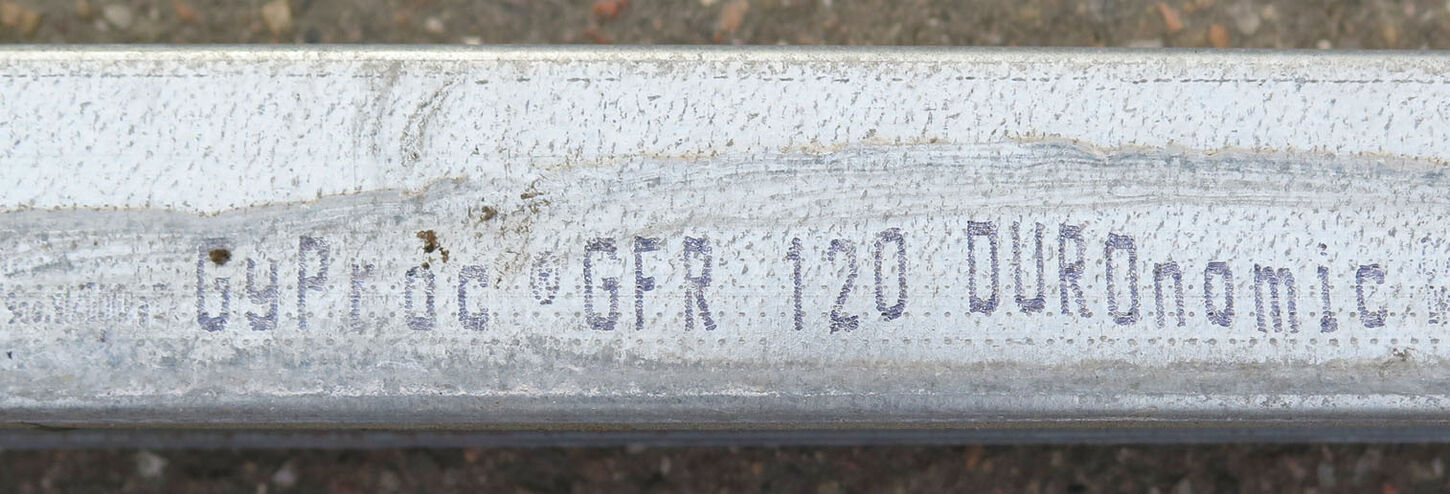 GyProc ® GFR 120 DUROnomic